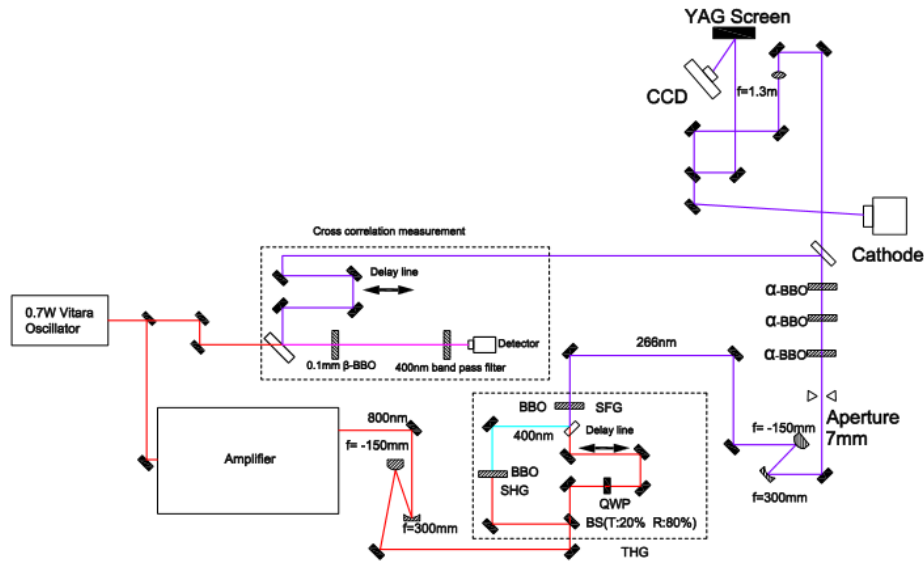 YAG Screen
CCD
f=1.3m
Cathode
Cross correlation measurement
Delay line
0.7W Vitara
Oscillator
Detector
0.1mm β-BBO
400nm band pass filter
α-BBO
α-BBO
α-BBO
266nm
Aperture
7mm
f= -150mm
f=300mm
800nm
f= -150mm
Amplifier
f=300mm
BBO
SFG
400nm
Delay line
BBO
SHG
QWP
BS(T:20% R:80%)
THG